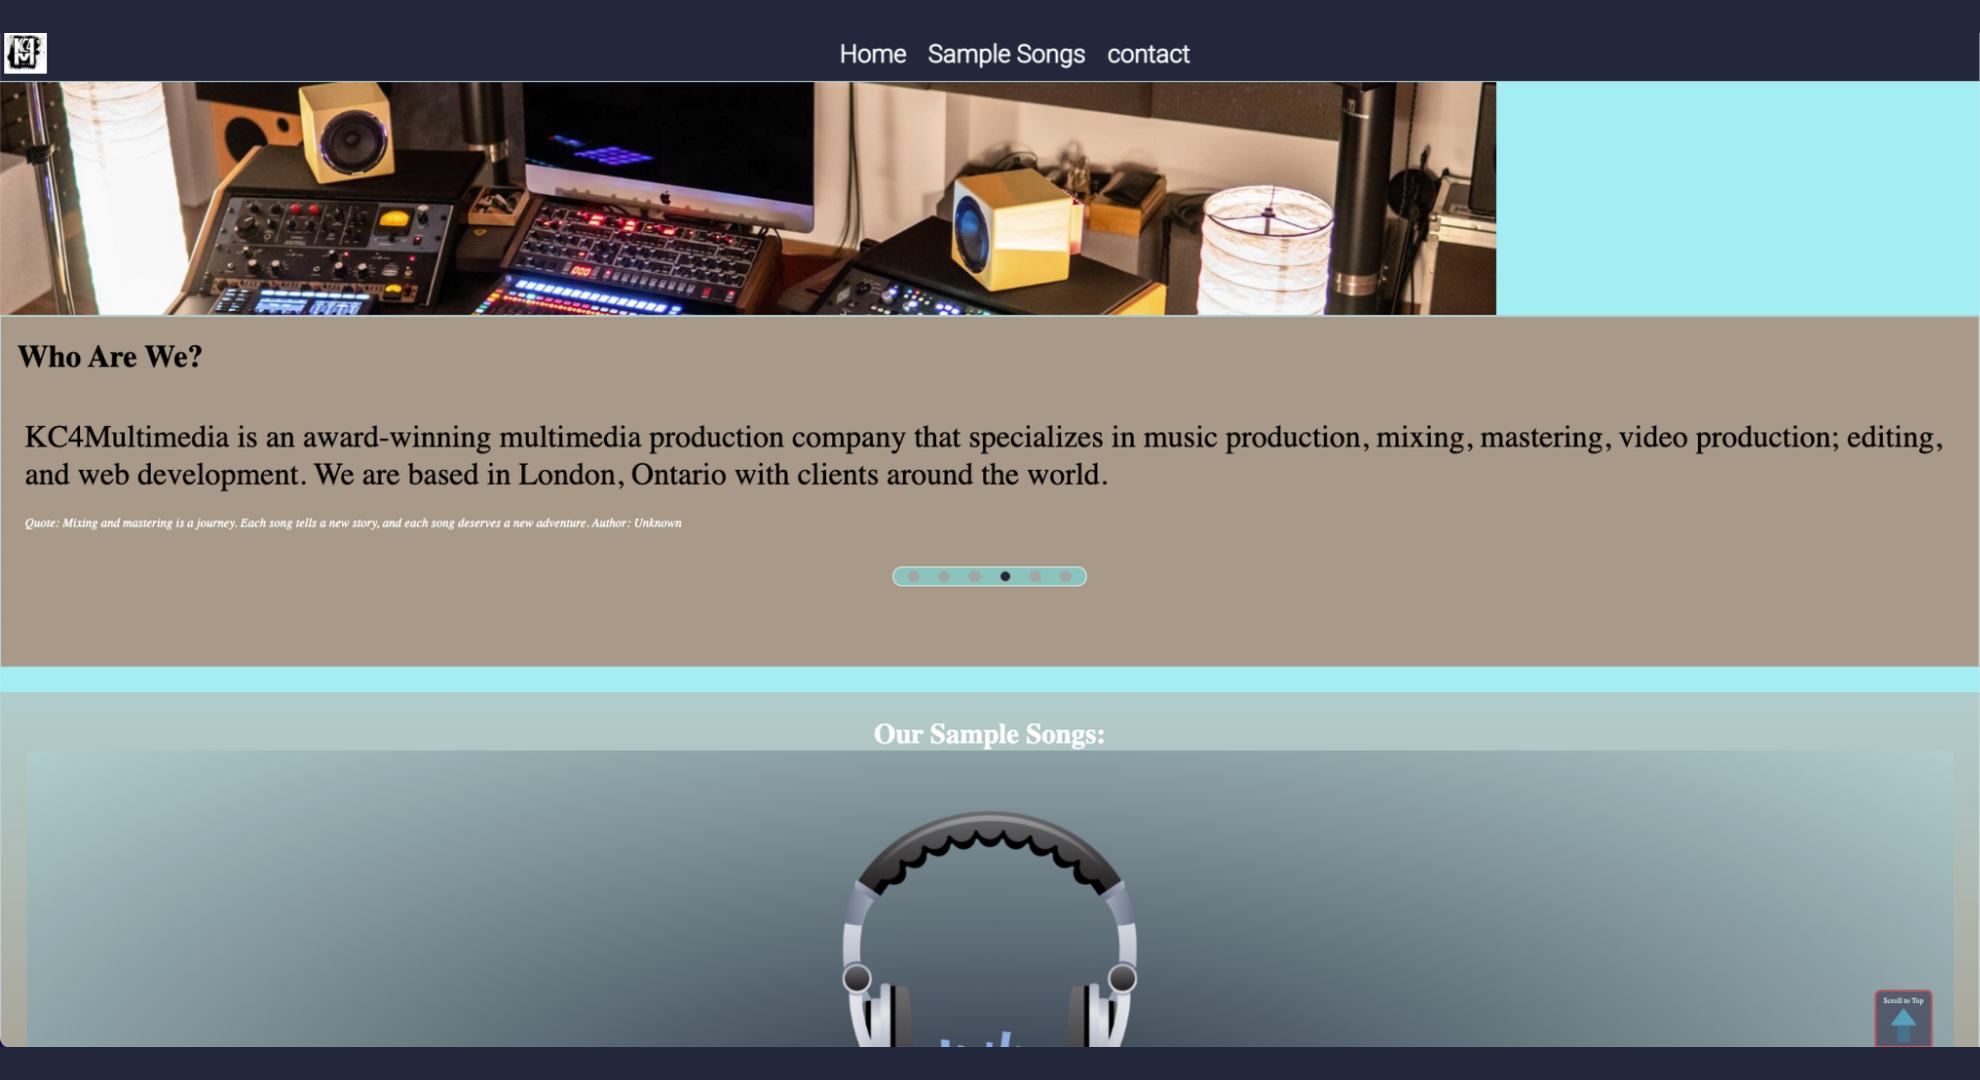 KC4
M
Home Sample Songs contact
000
Who Are We?
KC4Multimedia is an award-winning multimedia production company that specializes in music production, mixing, mastering, video production; editing,
and web development. We are based in London, Ontario with clients around the world.
Quote: Mixing and mastering is a journey. Each song tells a new story, and each song deserves a new adventure. Author: Unknown
Our Sample Songs:
Scroll to Top